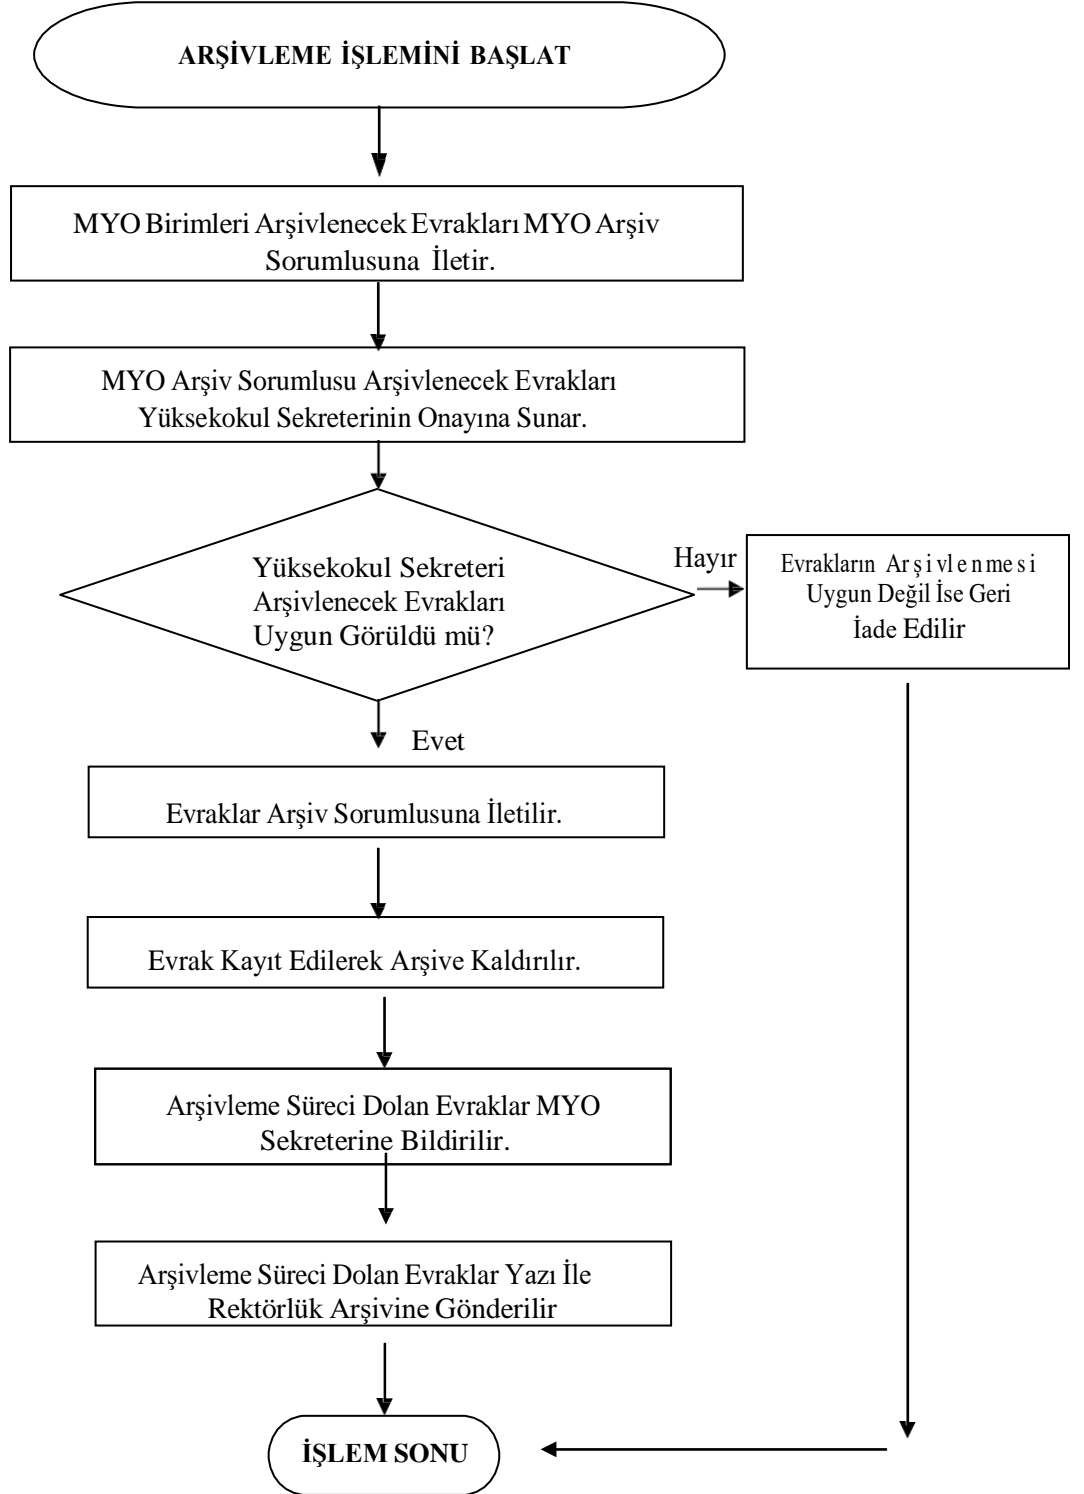 ARŞİVLEME İŞLEMİNİ BAŞLAT
MYO Birimleri Arşivlenecek Evrakları MYO Arşiv
Sorumlusuna İletir.
MYO Arşiv Sorumlusu Arşivlenecek Evrakları
Yüksekokul Sekreterinin Onayına Sunar.
Yüksekokul Sekreteri
Arşivlenecek Evrakları
Uygun Görüldü mü?
Hayır
Evrakların Arşivlenmesi
Uygun Değil İse Geri
İade Edilir
Evet
Evraklar Arşiv Sorumlusuna İletilir.
Evrak Kayıt Edilerek Arşive Kaldırılır.
Arşivleme Süreci Dolan Evraklar MYO
Sekreterine Bildirilir.
Arşivleme Süreci Dolan Evraklar Yazı İle
Rektörlük Arşivine Gönderilir
İŞLEM SONU